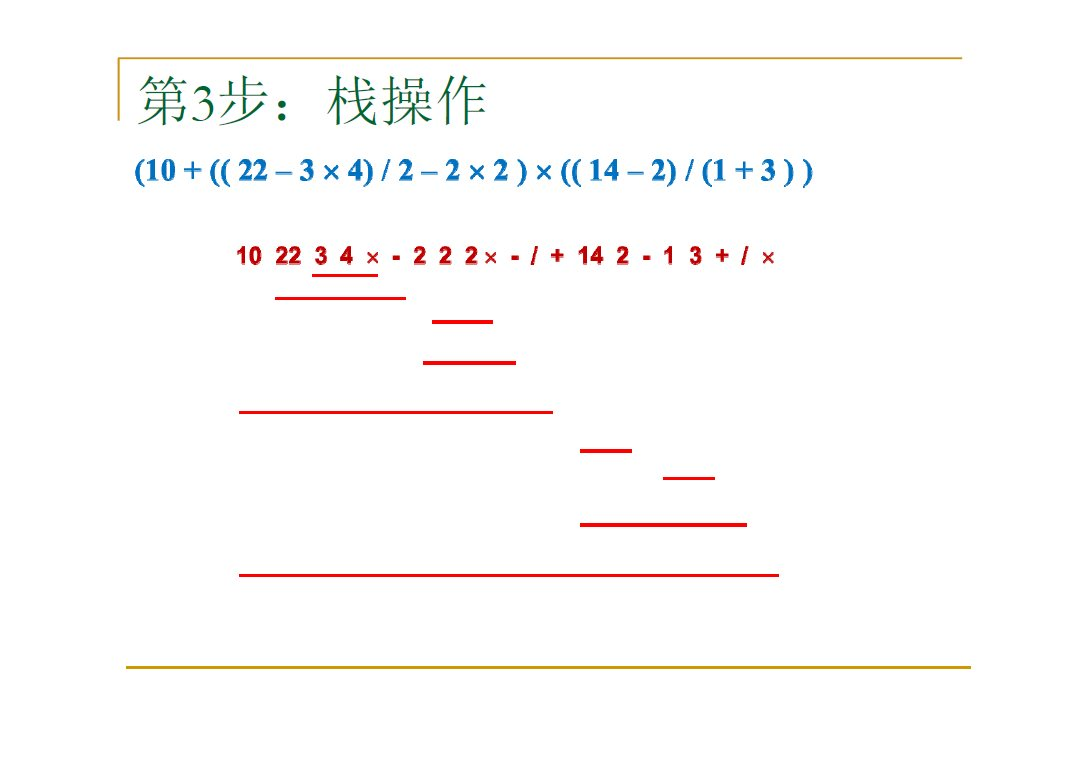 第3步：栈操作
(10 + (( 22 – 3 × 4) / 2 – 2 × 2 ) × (( 14 – 2) / (1 + 3 ) )
10 22 3 4 × - 2 2 2 × - / + 14 2 - 1 3 + / ×